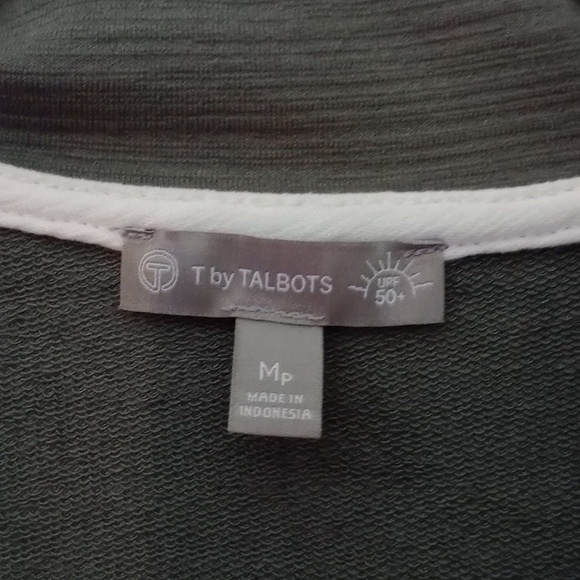 T by TALBOTS
UPF
50+
MP
MADE IN
INDONESIA